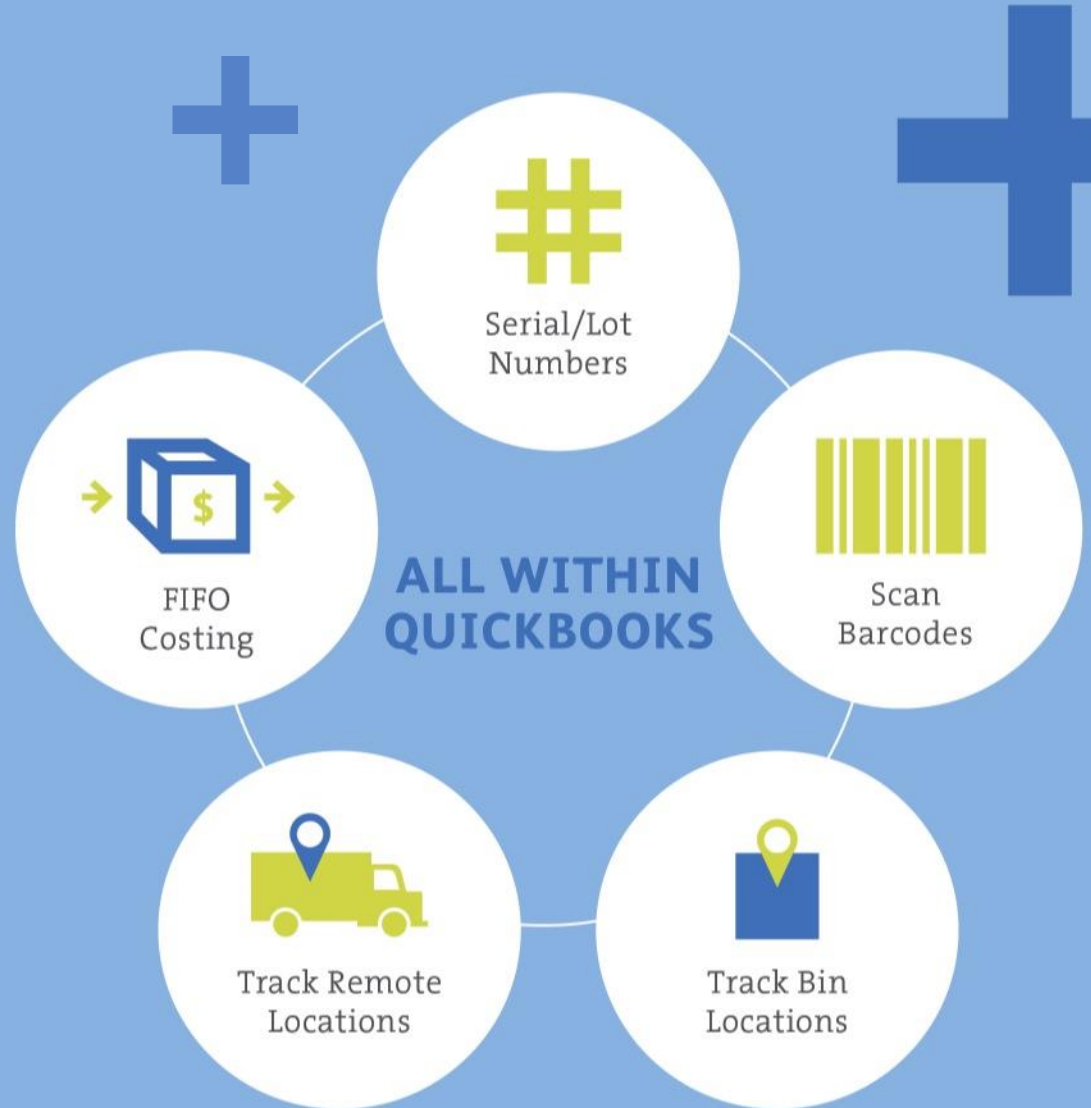 Serial/Lot
Numbers
FIFO
Costing
$
ALL WITHIN
QUICKBOOKS
Scan
Barcodes
Track Remote
Locations
Track Bin
Locations